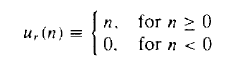 u_r(n) ≡ { n, for n ≥ 0
0, for n < 0